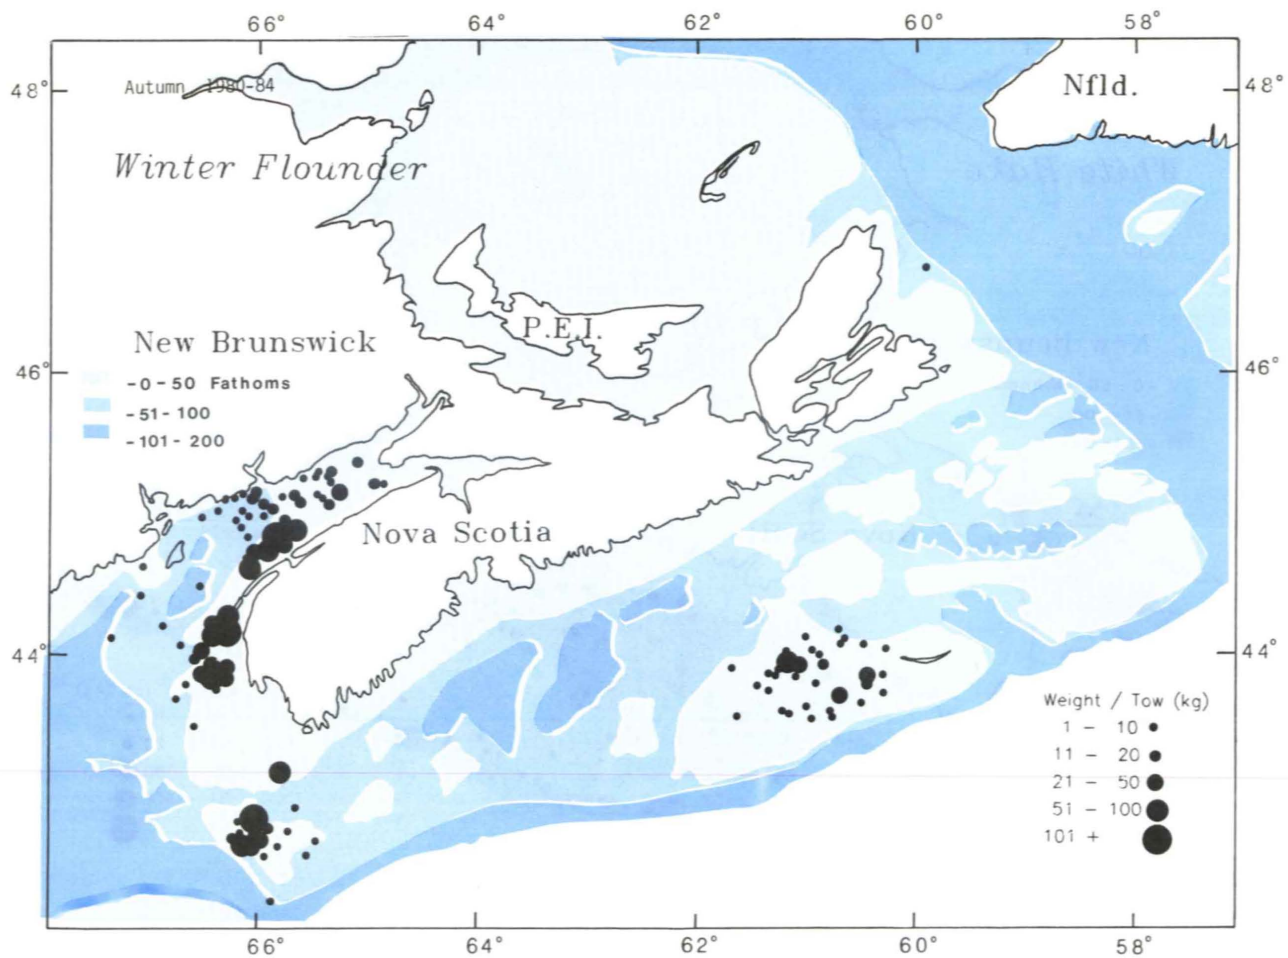 66° 64° 62° 60° 58°
48° 48°
Autumn 1980-84
Nfld.
Winter Flounder
P.E.I.
New Brunswick
46° 46°
-0-50 Fathoms
-51-100
-101-200
Nova Scotia
44° 44°
Weight / Tow (kg)
1 - 10
11 - 20
21 - 50
51 - 100
101 +
66° 64° 62° 60° 58°